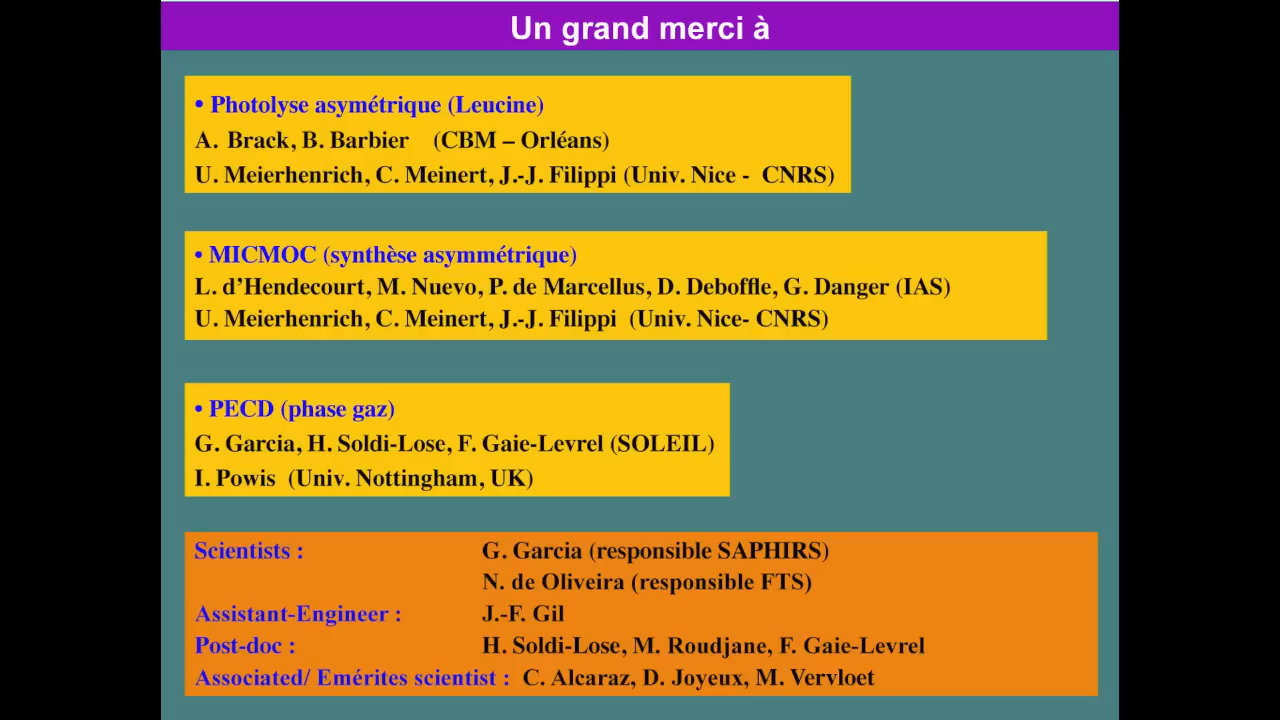 Un grand merci à
• Photolyse asymétrique (Leucine)
A. Brack, B. Barbier (CBM – Orléans)
U. Meierhenrich, C. Meinert, J.-J. Filippi (Univ. Nice - CNRS)
• MICMOC (synthèse asymmétrique)
L. d’Hendecourt, M. Nuevo, P. de Marcellus, D. Deboffle, G. Danger (IAS)
U. Meierhenrich, C. Meinert, J.-J. Filippi (Univ. Nice- CNRS)
• PECD (phase gaz)
G. Garcia, H. Soldi-Lose, F. Gaie-Levrel (SOLEIL)
I. Powis (Univ. Nottingham, UK)
Scientists : G. Garcia (responsible SAPHIRS)
N. de Oliveira (responsible FTS)
Assistant-Engineer : J.-F. Gil
Post-doc : H. Soldi-Lose, M. Roudjane, F. Gaie-Levrel
Associated/ Emérites scientist : C. Alcaraz, D. Joyeux, M. Vervloet